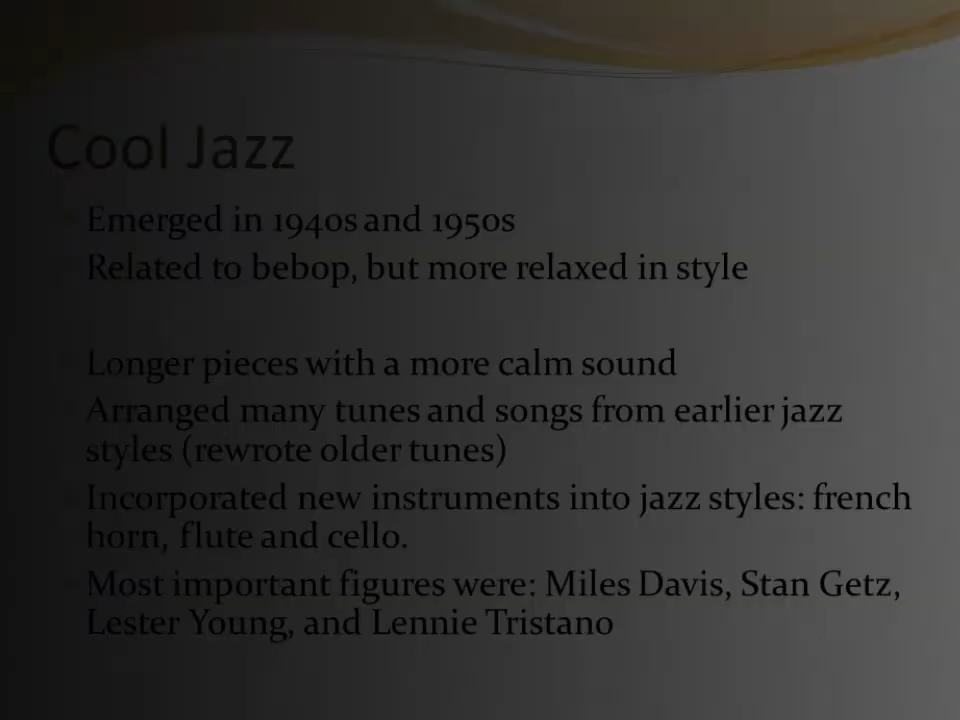 Cool Jazz
Emerged in 1940s and 1950s
Related to bebop, but more relaxed in style
Longer pieces with a more calm sound
Arranged many tunes and songs from earlier jazz
styles (rewrote older tunes)
Incorporated new instruments into jazz styles: french
horn, flute and cello.
Most important figures were: Miles Davis, Stan Getz,
Lester Young, and Lennie Tristano